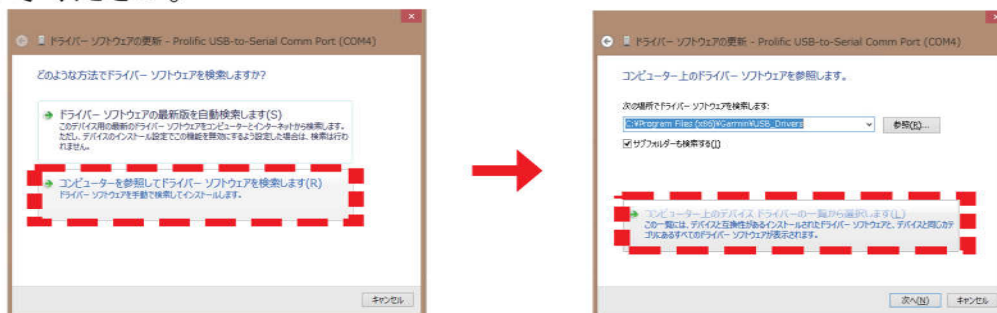 ドライバー ソフトウェアの更新 - Prolific USB-to-Serial Comm Port (COM4)
どのような方法でドライバー ソフトウェアを検索しますか?
ドライバー ソフトウェアの最新版を自動検索します(S)
このデバイス用の最新のドライバー ソフトウェアをコンピューターとインターネットから検索します。
ただし、デバイスのインストール設定でこの機能を無効にするよう設定した場合は、検索は行わ
れません。
コンピューターを参照してドライバー ソフトウェアを検索します(R)
ドライバー ソフトウェアを手動で検索してインストールします。
キャンセル
ドライバー ソフトウェアの更新 - Prolific USB-to-Serial Comm Port (COM4)
コンピューター上のドライバー ソフトウェアを参照します。
次の場所でドライバー ソフトウェアを検索します:
C:¥Program Files (x86)¥Garmin¥USB_Drivers
参照(R)...
サブフォルダーも検索する(I)
コンピューター上のデバイス ドライバーの一覧から選択します(L)
この一覧には、デバイスと互換性があるインストールされたドライバー ソフトウェアと、デバイスと同じカテ
ゴリにあるすべてのドライバー ソフトウェアが表示されます。
次へ(N)
キャンセル